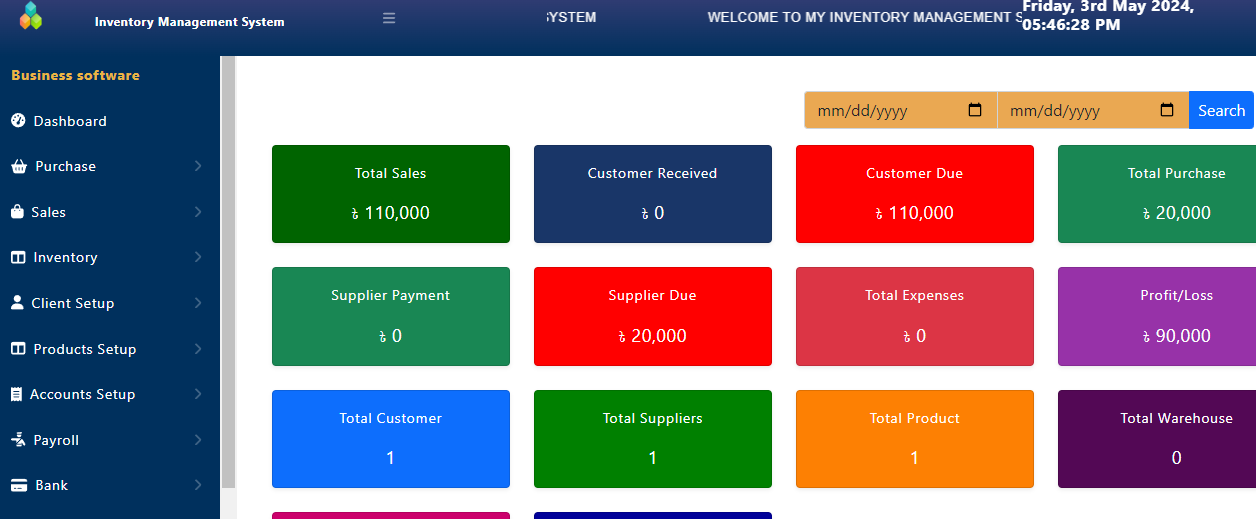 Inventory Management System
YSTEM
WELCOME TO MY INVENTORY MANAGEMENT S
Friday, 3rd May 2024,
05:46:28 PM
Business software
Dashboard
Purchase
Sales
Inventory
Client Setup
Products Setup
Accounts Setup
Payroll
Bank
mm/dd/yyyy
mm/dd/yyyy
Search
Total Sales
৳ 110,000
Customer Received
৳ 0
Customer Due
৳ 110,000
Total Purchase
৳ 20,000
Supplier Payment
৳ 0
Supplier Due
৳ 20,000
Total Expenses
৳ 0
Profit/Loss
৳ 90,000
Total Customer
1
Total Suppliers
1
Total Product
1
Total Warehouse
0